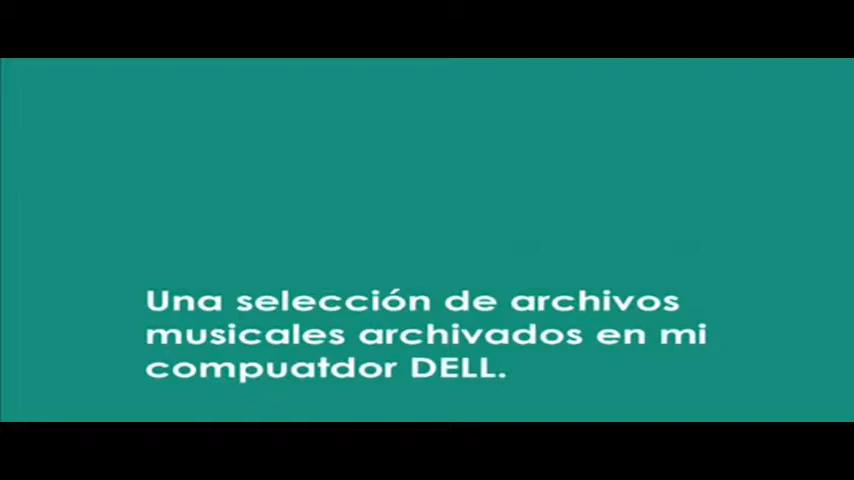 Una selección de archivos
musicales archivados en mi
compuatdor DELL.